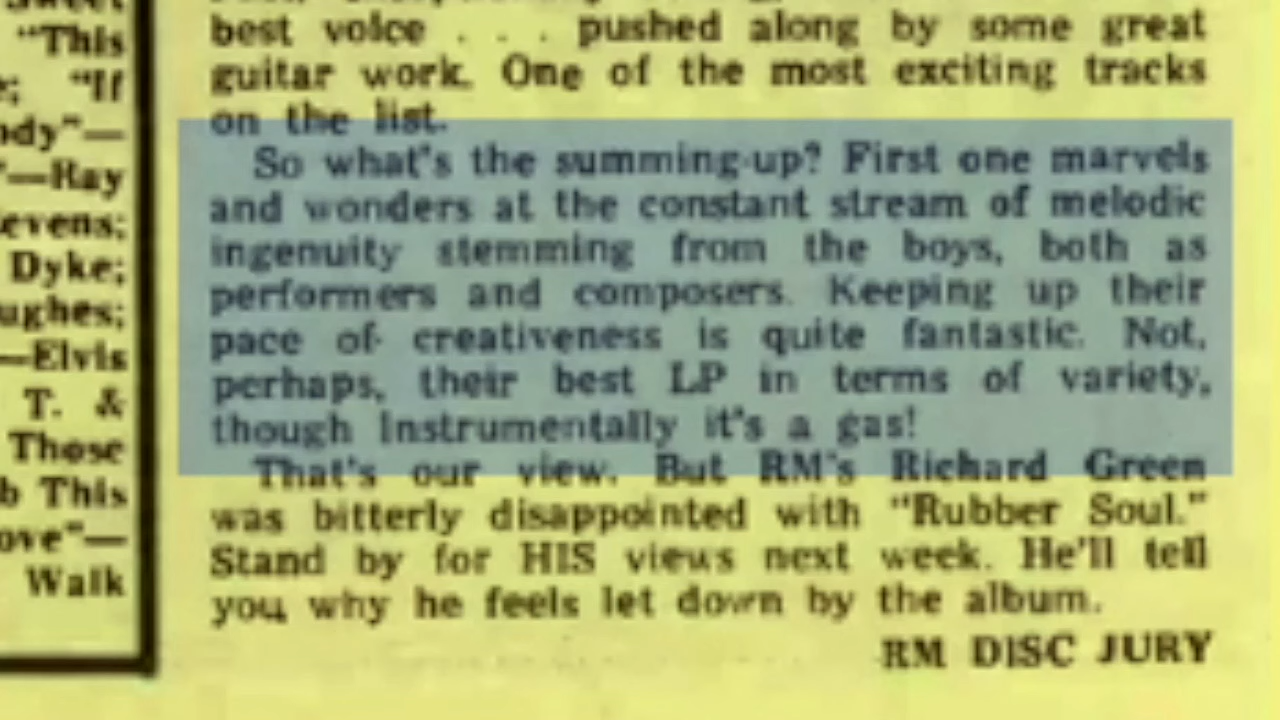 "This
"If
best voice . . . pushed along by some great
guitar work. One of the most exciting tracks
on the list.
So what's the summing-up? First one marvels
and wonders at the constant stream of melodic
ingenuity stemming from the boys, both as
performers and composers. Keeping up their
pace of creativeness is quite fantastic. Not,
perhaps, their best LP in terms of variety,
though instrumentally it's a gas!
That's our view. But RM's Richard Green
was bitterly disappointed with "Rubber Soul."
Stand by for HIS views next week. He'll tell
you why he feels let down by the album.
RM DISC JURY
—Ray
evens;
Dyke;
ughes;
—Elvis
T. &
Those
b This
ove"—
Walk